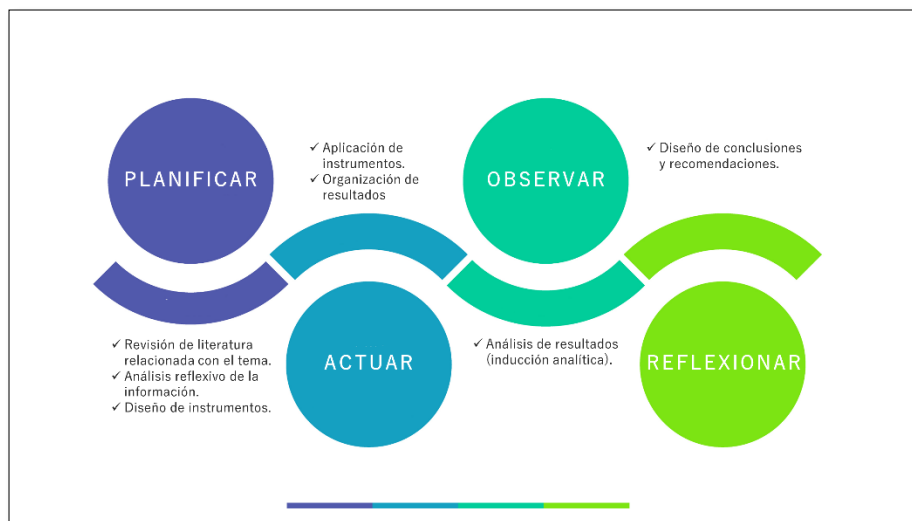 PLANIFICAR
✓ Revisión de literatura
relacionada con el tema.
✓ Análisis reflexivo de la
información.
✓ Diseño de instrumentos.
✓ Aplicación de
instrumentos.
✓ Organización de
resultados
ACTUAR
OBSERVAR
✓ Análisis de resultados
(inducción analítica).
✓ Diseño de conclusiones
y recomendaciones.
REFLEXIONAR